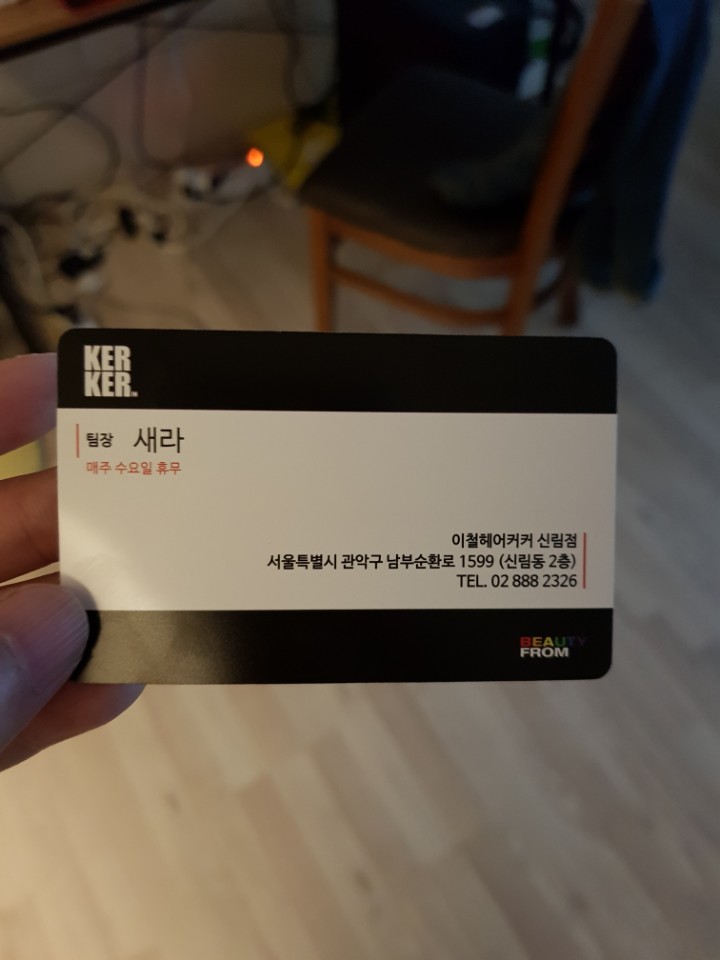 KER
KER
팀장 새라
매주 수요일 휴무
이철헤어커커 신림점
서울특별시 관악구 남부순환로 1599 (신림동 2층)
TEL. 02 888 2326
BEAUTY
FROM